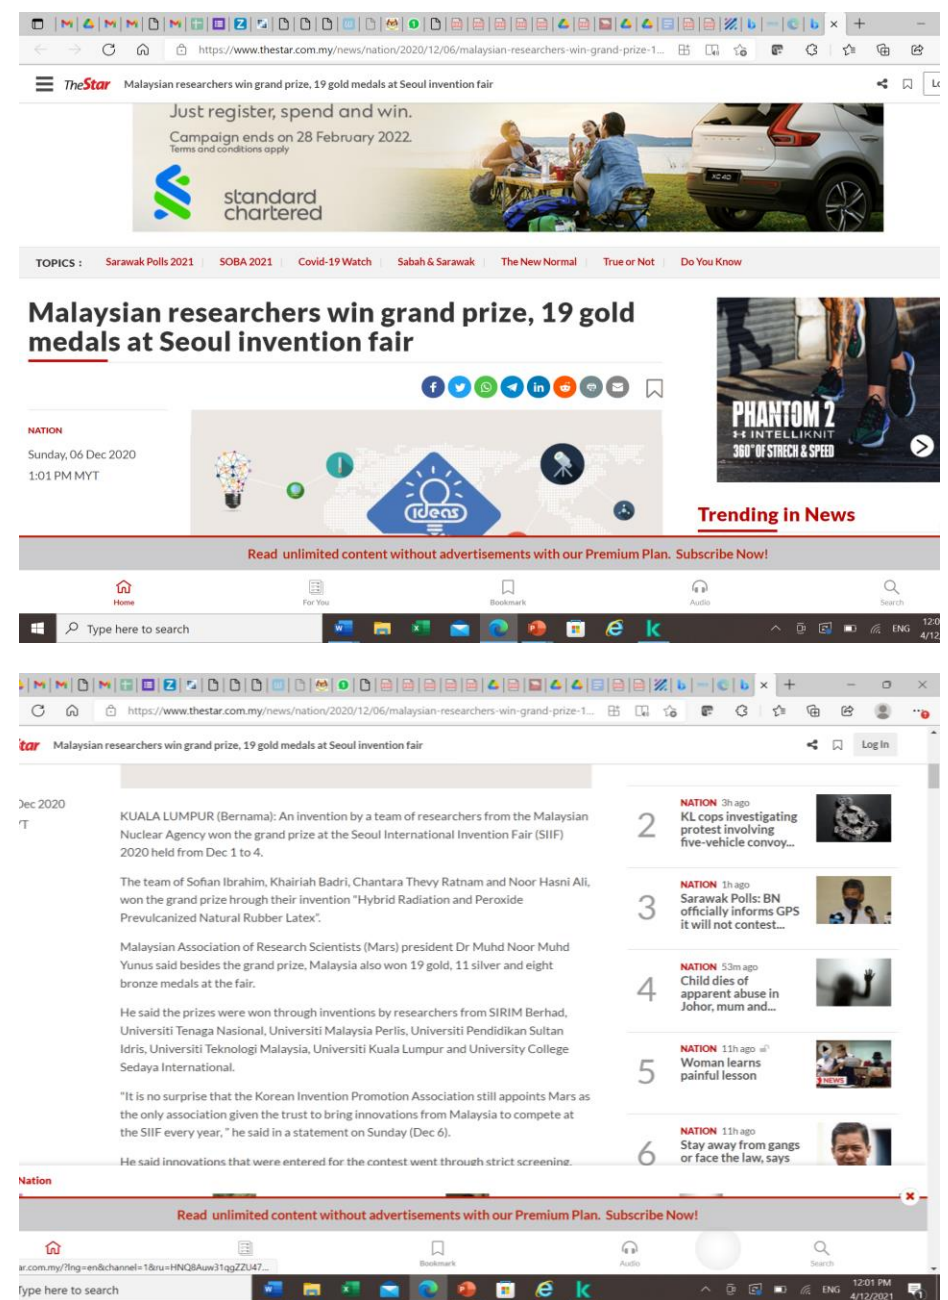 https://www.thestar.com.my/news/nation/2020/12/06/malaysian-researchers-win-grand-prize-1...
TheStar Malaysian researchers win grand prize, 19 gold medals at Seoul invention fair
Just register, spend and win.
Campaign ends on 28 February 2022.
Terms and conditions apply
standard
chartered
XC40
TOPICS : Sarawak Polls 2021 SOBA 2021 Covid-19 Watch Sabah & Sarawak The New Normal True or Not Do You Know
Malaysian researchers win grand prize, 19 gold
medals at Seoul invention fair
NATION
Sunday, 06 Dec 2020
1:01 PM MYT
ideas
PHANTOM 2
INTELLIKNIT
360° OF STRECH & SPEED
Trending in News
Read unlimited content without advertisements with our Premium Plan. Subscribe Now!
Home For You Bookmark Audio Search
Type here to search
ENG
12:0
4/12,
https://www.thestar.com.my/news/nation/2020/12/06/malaysian-researchers-win-grand-prize-1...
tar Malaysian researchers win grand prize, 19 gold medals at Seoul invention fair Log In
Dec 2020
KUALA LUMPUR (Bernama): An invention by a team of researchers from the Malaysian
Nuclear Agency won the grand prize at the Seoul International Invention Fair (SIIF)
2020 held from Dec 1 to 4.
The team of Sofian Ibrahim, Khairiah Badri, Chantara Thevy Ratnam and Noor Hasni Ali,
won the grand prize hrough their invention "Hybrid Radiation and Peroxide
Prevulcanized Natural Rubber Latex".
Malaysian Association of Research Scientists (Mars) president Dr Muhd Noor Muhd
Yunus said besides the grand prize, Malaysia also won 19 gold, 11 silver and eight
bronze medals at the fair.
He said the prizes were won through inventions by researchers from SIRIM Berhad,
Universiti Tenaga Nasional, Universiti Malaysia Perlis, Universiti Pendidikan Sultan
Idris, Universiti Teknologi Malaysia, Universiti Kuala Lumpur and University College
Sedaya International.
"It is no surprise that the Korean Invention Promotion Association still appoints Mars as
the only association given the trust to bring innovations from Malaysia to compete at
the SIIF every year, " he said in a statement on Sunday (Dec 6).
He said innovations that were entered for the contest went through strict screening,
2
NATION 3h ago
KL cops investigating
protest involving
five-vehicle convoy...
3
NATION 1h ago
Sarawak Polls: BN
officially informs GPS
it will not contest...
4
NATION 53m ago
Child dies of
apparent abuse in
Johor, mum and...
5
NATION 11h ago
Woman learns
painful lesson
NEWS
6
NATION 11h ago
Stay away from gangs
or face the law, says
Nation
Read unlimited content without advertisements with our Premium Plan. Subscribe Now!
Bookmark Audio Search
ar.com.my/?lng=en&channel=1&ru=HNQ8Auw31qgZZU47...
Type here to search
ENG
12:01 PM
4/12/2021